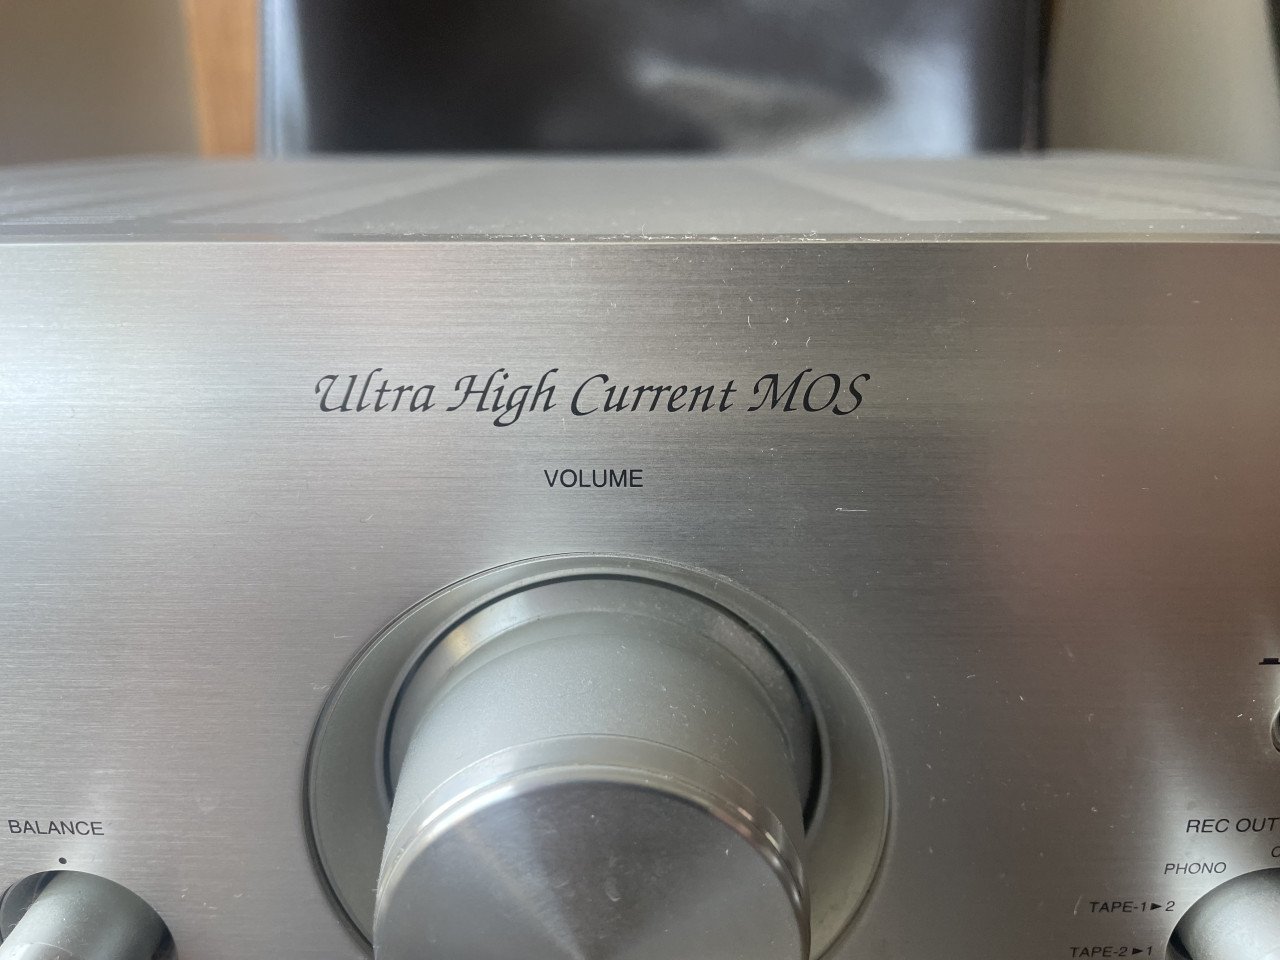 Ultra High Current MOS
VOLUME
BALANCE
REC OUT
PHONO
TAPE-1►2
TAPE-2►1